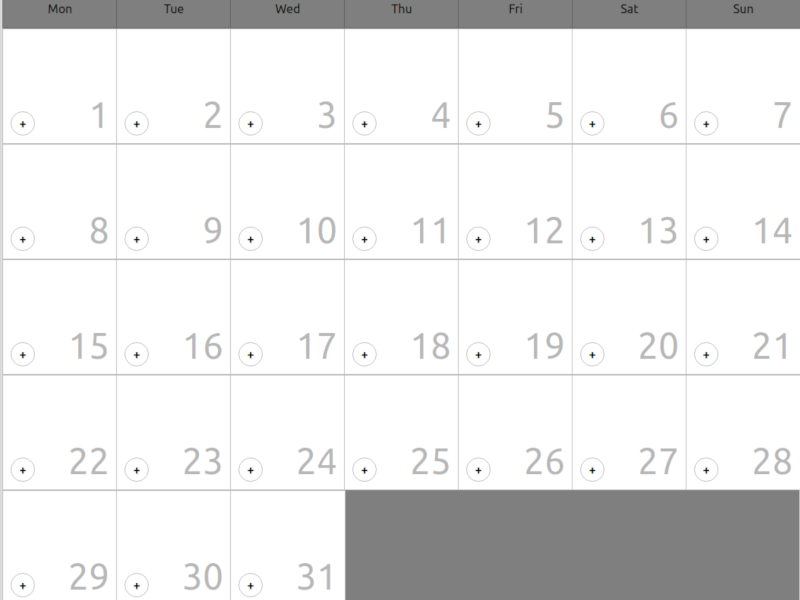 Mon Tue Wed Thu Fri Sat Sun
+ 1 + 2 + 3 + 4 + 5 + 6 + 7
+ 8 + 9 + 10 + 11 + 12 + 13 + 14
+ 15 + 16 + 17 + 18 + 19 + 20 + 21
+ 22 + 23 + 24 + 25 + 26 + 27 + 28
+ 29 + 30 + 31